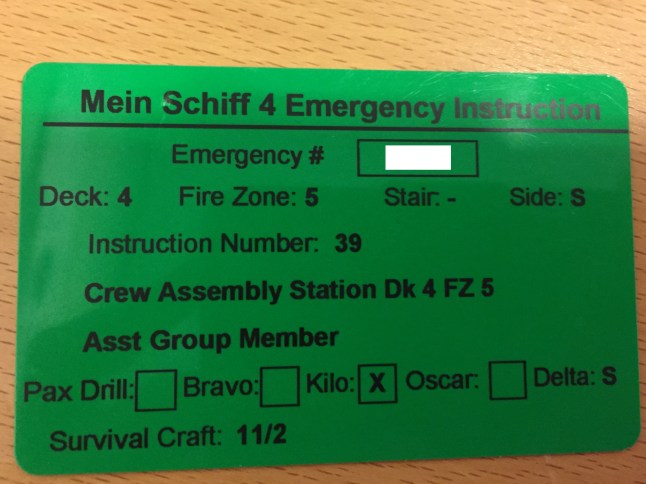 Mein Schiff 4 Emergency Instruction
Emergency #
Deck: 4 Fire Zone: 5 Stair: - Side: S
Instruction Number: 39
Crew Assembly Station Dk 4 FZ 5
Asst Group Member
Pax Drill: Bravo: Kilo: X Oscar: Delta: S
Survival Craft: 11/2